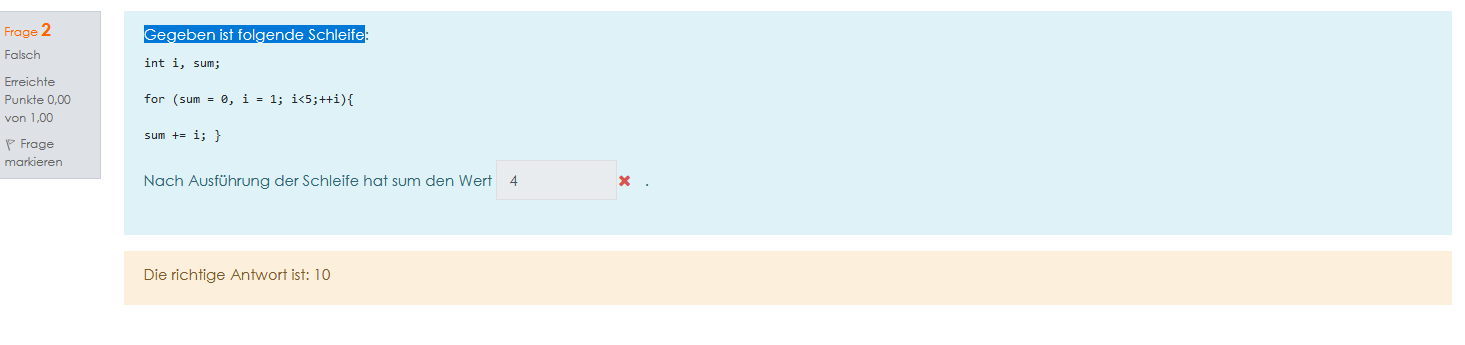 Frage 2
Falsch
Erreichte
Punkte 0,00
von 1,00
Frage
markieren
Gegeben ist folgende Schleife:
int i, sum;
for (sum = 0, i = 1; i<5;++i){
sum += i; }
Nach Ausführung der Schleife hat sum den Wert 4 .
Die richtige Antwort ist: 10